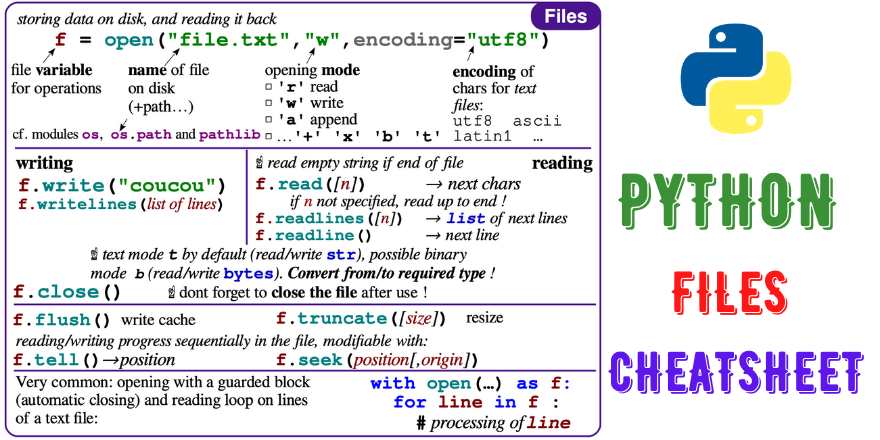 Files
storing data on disk, and reading it back
f = open("file.txt","w",encoding="utf8")
file variable
for operations
name of file
on disk
(+path…)
opening mode
'r' read
'w' write
'a' append
…'+' 'x' 'b' 't'
encoding of
chars for text
files:
utf8 ascii
latin1 …
cf. modules os, os.path and pathlib
writing
f.write("coucou")
f.writelines(list of lines)
☝ read empty string if end of file
reading
f.read([n]) → next chars
if n not specified, read up to end !
f.readlines([n]) → list of next lines
f.readline() → next line
☝ text mode t by default (read/write str), possible binary
mode b (read/write bytes). Convert from/to required type !
f.close() ☝ dont forget to close the file after use !
f.flush() write cache
f.truncate([size]) resize
reading/writing progress sequentially in the file, modifiable with:
f.tell()→position
f.seek(position[,origin])
Very common: opening with a guarded block
(automatic closing) and reading loop on lines
of a text file:
with open(…) as f:
for line in f :
# processing of line
PYTHON
FILES
CHEATSHEET